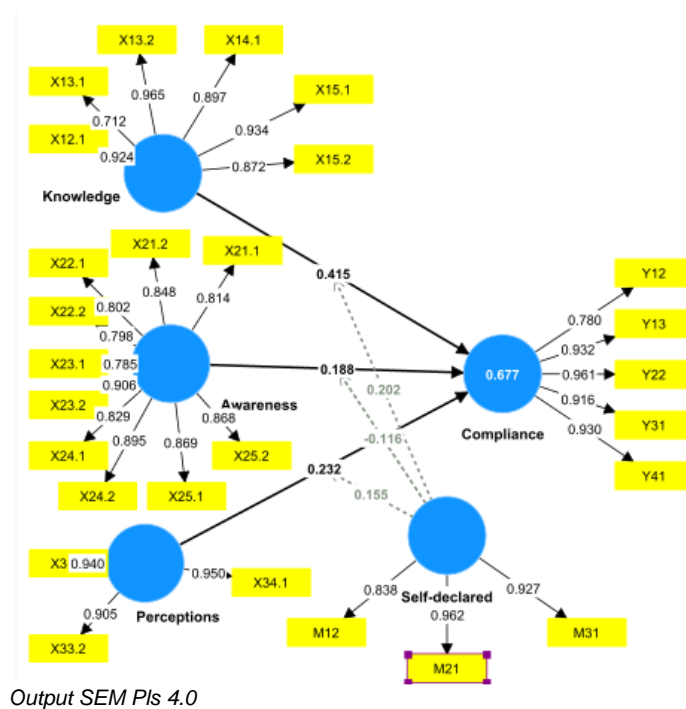 X13.2
X14.1
X13.1
X15.1
0.965
0.897
0.712
0.934
X12.1
0.924
0.872
X15.2
Knowledge
X21.2
X21.1
X22.1
0.415
Y12
0.802
0.848
0.814
X22.2
0.798
0.780
Y13
0.932
X23.1
0.785
0.188
0.677
0.961
Y22
0.906
0.202
X23.2
Awareness
0.916
0.829
0.868
Compliance
0.930
Y31
X24.1
0.895
0.869
X25.2
-0.116
0.232
Y41
X24.2
X25.1
0.155
X3
0.940
0.950
X34.1
0.838
Self-declared
0.927
0.905
Perceptions
0.962
X33.2
M12
M31
M21
Output SEM Pls 4.0